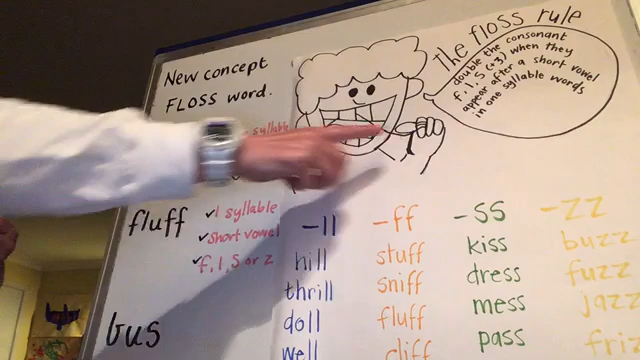 New concept
FLOSS word.
syllable
the floss rule
double the consonant
f, l, s (+z) when they
appear after a short vowel
in one syllable words
fluff
✓1 syllable
✓short vowel
✓f, l, s or z
bus
-ll
hill
thrill
doll
well
-ff
stuff
sniff
fluff
cliff
-ss
kiss
dress
mess
pass
-zz
buzz
fuzz
jazz